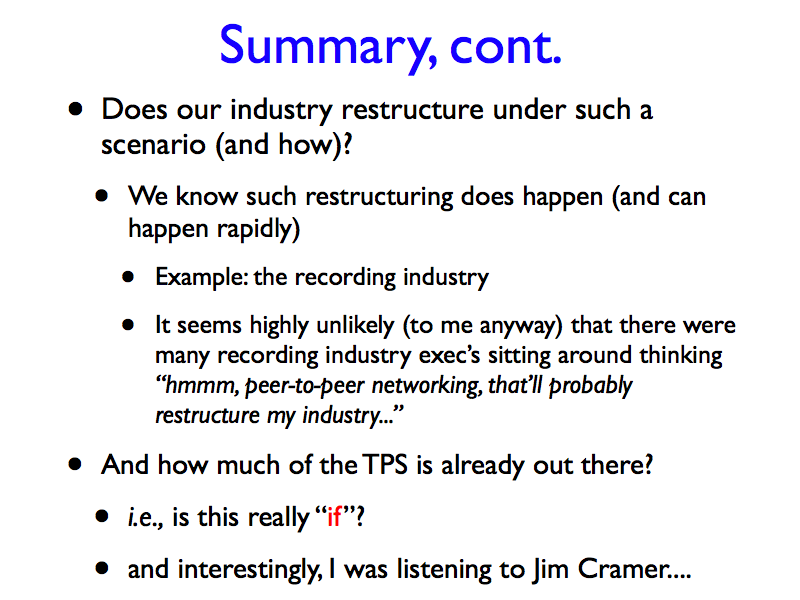 Summary, cont.
• Does our industry restructure under such a
scenario (and how)?
• We know such restructuring does happen (and can
happen rapidly)
• Example: the recording industry
• It seems highly unlikely (to me anyway) that there were
many recording industry exec’s sitting around thinking
“hmmm, peer-to-peer networking, that’ll probably
restructure my industry...”
• And how much of the TPS is already out there?
• i.e., is this really “if”?
• and interestingly, I was listening to Jim Cramer....